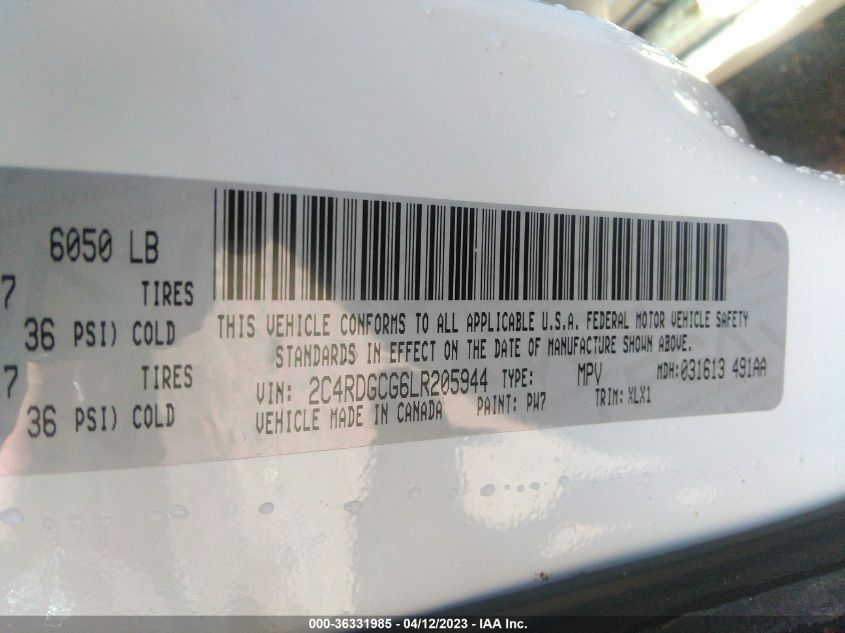 6050 LB
7 TIRES
36 PSI) COLD
7 TIRES
36 PSI) COLD
THIS VEHICLE CONFORMS TO ALL APPLICABLE U.S.A. FEDERAL MOTOR VEHICLE SAFETY
STANDARDS IN EFFECT ON THE DATE OF MANUFACTURE SHOWN ABOVE.
VIN: 2C4RDGCG6LR205944 TYPE: MPV MDH:031613 491AA
VEHICLE MADE IN CANADA PAINT: PW7 TRIM: XLX1
000-36331985 - 04/12/2023 - IAA Inc.